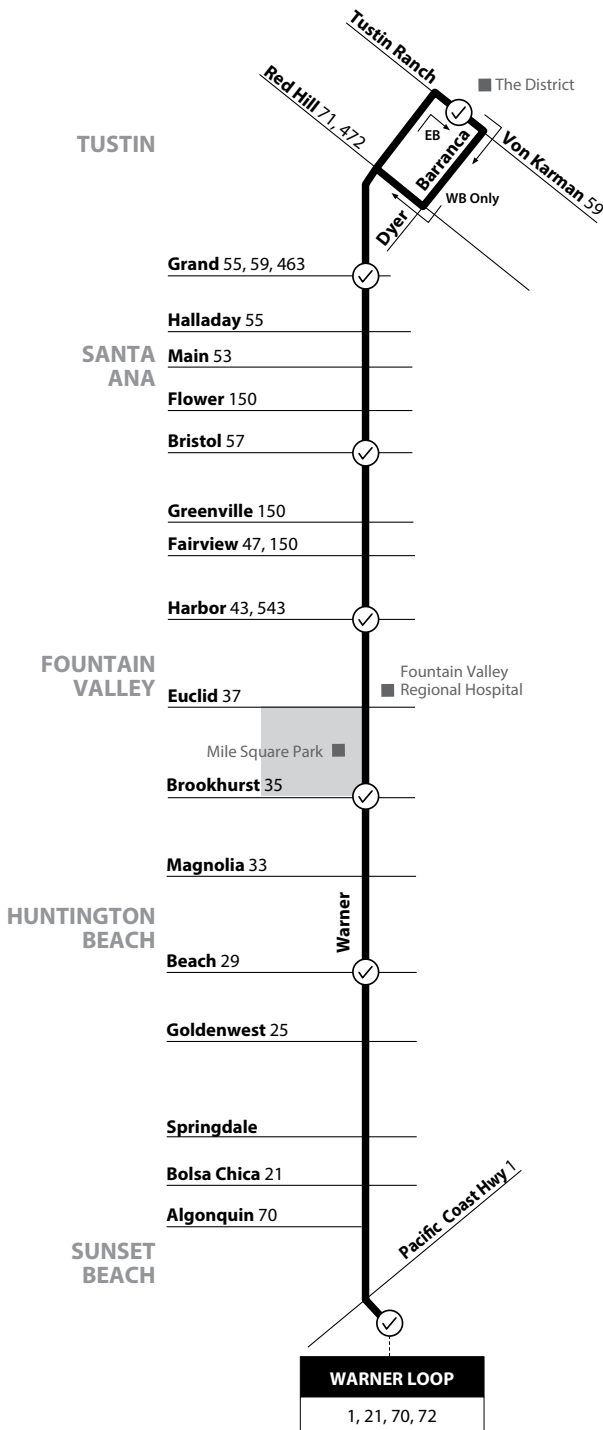 Tustin Ranch
The District
Red Hill 71, 472
TUSTIN
EB
Barranca
Von Karman 59
WB Only
Dyer
Grand 55, 59, 463
Halladay 55
SANTA
ANA
Main 53
Flower 150
Bristol 57
Greenville 150
Fairview 47, 150
Harbor 43, 543
FOUNTAIN
VALLEY
Fountain Valley
Regional Hospital
Euclid 37
Mile Square Park
Brookhurst 35
Magnolia 33
HUNTINGTON
BEACH
Warner
Beach 29
Goldenwest 25
Springdale
Bolsa Chica 21
Algonquin 70
Pacific Coast Hwy 1
SUNSET
BEACH
WARNER LOOP
1, 21, 70, 72